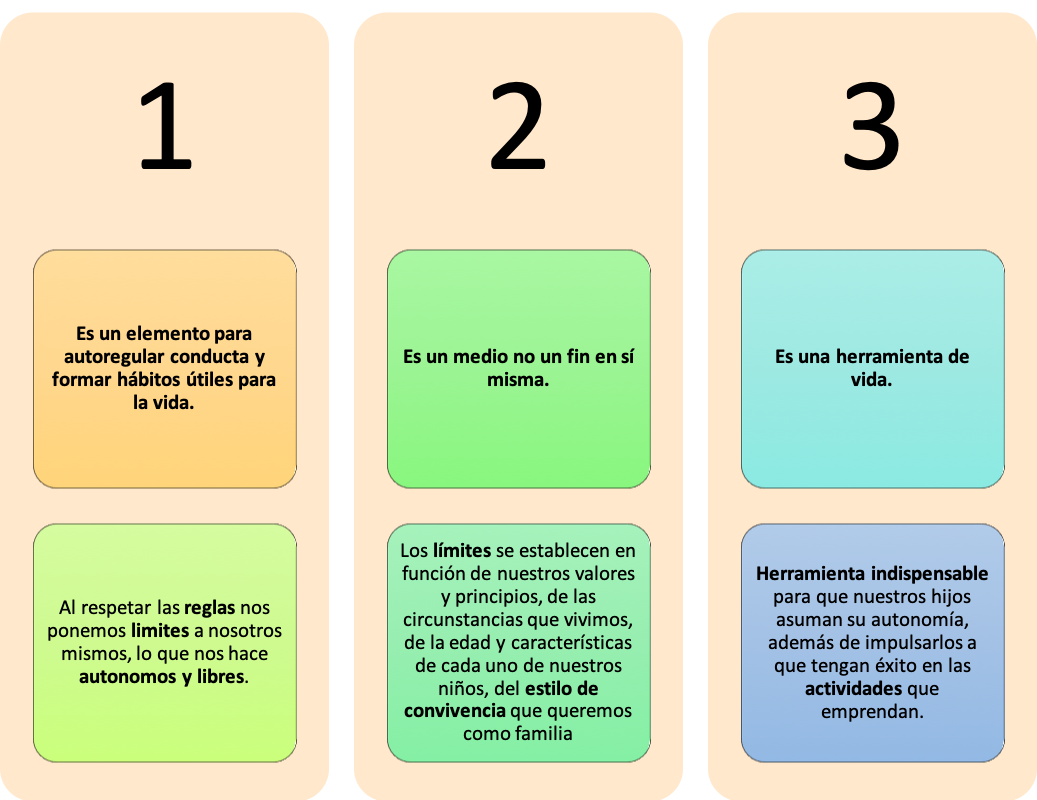 1
Es un elemento para
autoregular conducta y
formar hábitos útiles para
la vida.
Al respetar las reglas nos
ponemos limites a nosotros
mismos, lo que nos hace
autonomos y libres.
2
Es un medio no un fin en sí
misma.
Los límites se establecen en
función de nuestros valores
y principios, de las
circunstancias que vivimos,
de la edad y características
de cada uno de nuestros
niños, del estilo de
convivencia que queremos
como familia
3
Es una herramienta de
vida.
Herramienta indispensable
para que nuestros hijos
asuman su autonomía,
además de impulsarlos a
que tengan éxito en las
actividades que
emprendan.